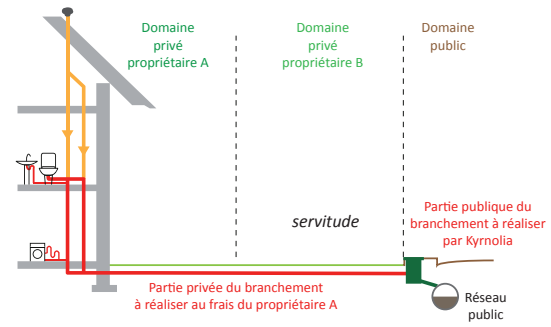 Domaine
privé
propriétaire A
Domaine
privé
propriétaire B
Domaine
public
servitude
Partie publique du
branchement à réaliser
par Kyrnolia
Partie privée du branchement
à réaliser au frais du propriétaire A
Réseau
public